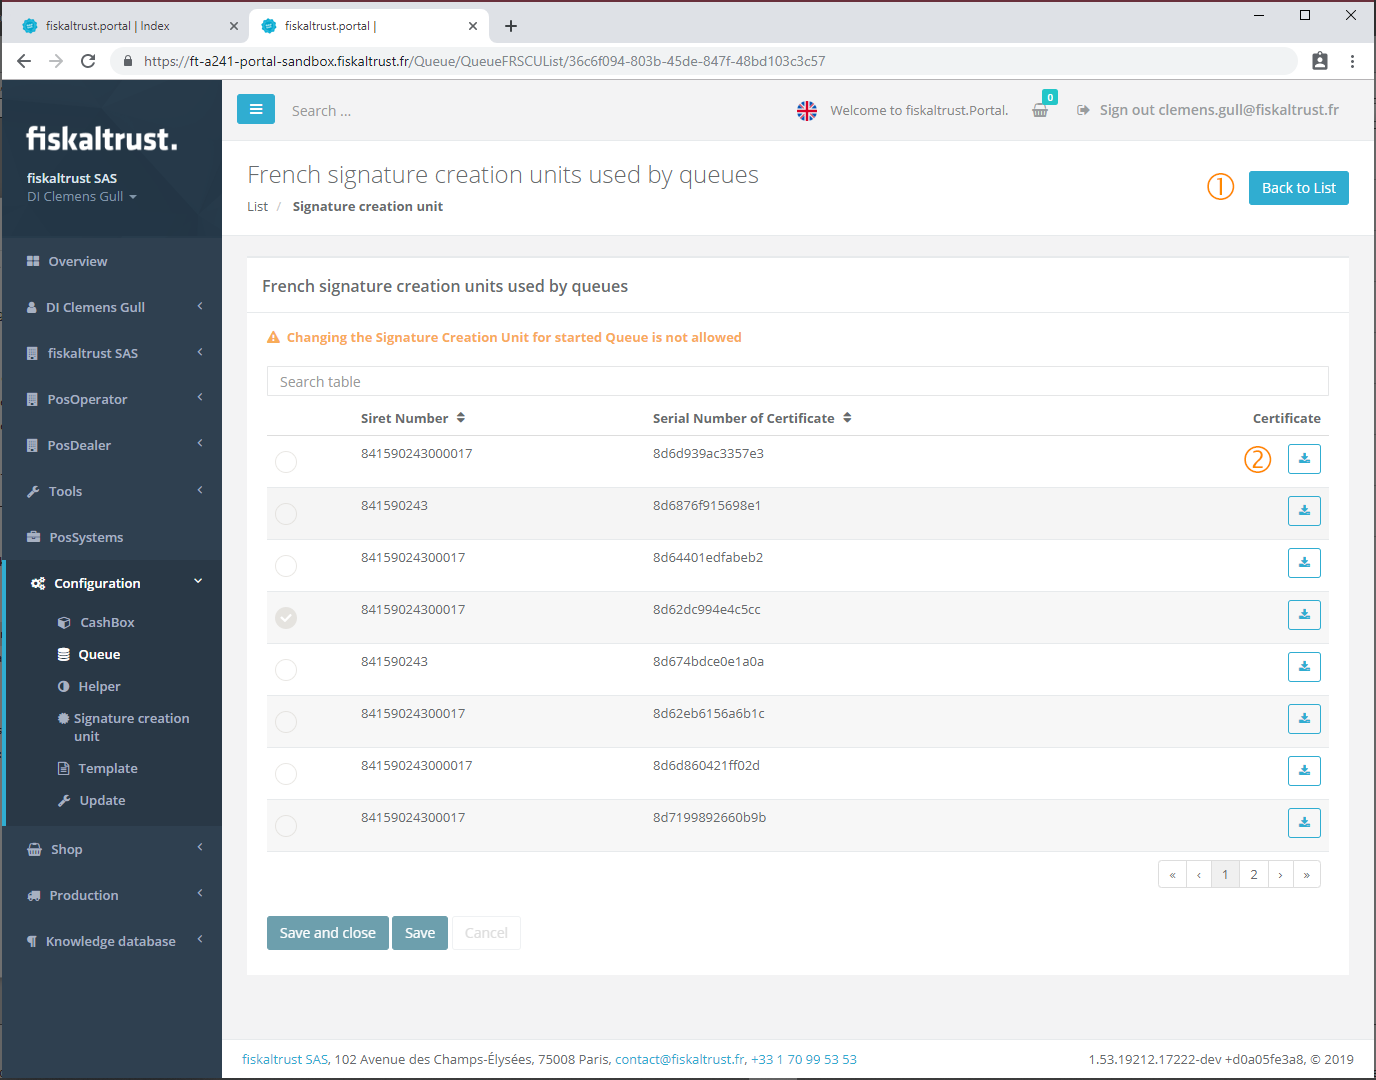 fiskaltrust.portal | Index
fiskaltrust.portal |
https://ft-a241-portal-sandbox.fiskaltrust.fr/Queue/QueueFRSCUList/36c6f094-803b-45de-847f-48bd103c3c57
fiskaltrust.
fiskaltrust SAS
DI Clemens Gull
Overview
DI Clemens Gull
fiskaltrust SAS
PosOperator
PosDealer
Tools
PosSystems
Configuration
CashBox
Queue
Helper
Signature creation
unit
Template
Update
Shop
Production
Knowledge database
Search ...
Welcome to fiskaltrust.Portal.
0
Sign out clemens.gull@fiskaltrust.fr
French signature creation units used by queues
List / Signature creation unit
① Back to List
French signature creation units used by queues
Changing the Signature Creation Unit for started Queue is not allowed
Search table
Siret Number Serial Number of Certificate Certificate
841590243000017 8d6d939ac3357e3 ②
841590243 8d6876f915698e1
84159024300017 8d64401edfabeb2
84159024300017 8d62dc994e4c5cc
841590243 8d674bdce0e1a0a
84159024300017 8d62eb6156a6b1c
841590243000017 8d6d860421ff02d
84159024300017 8d7199892660b9b
« ‹ 1 2 › »
Save and close Save Cancel
fiskaltrust SAS, 102 Avenue des Champs-Élysées, 75008 Paris, contact@fiskaltrust.fr, +33 1 70 99 53 53
1.53.19212.17222-dev +d0a05fe3a8, © 2019